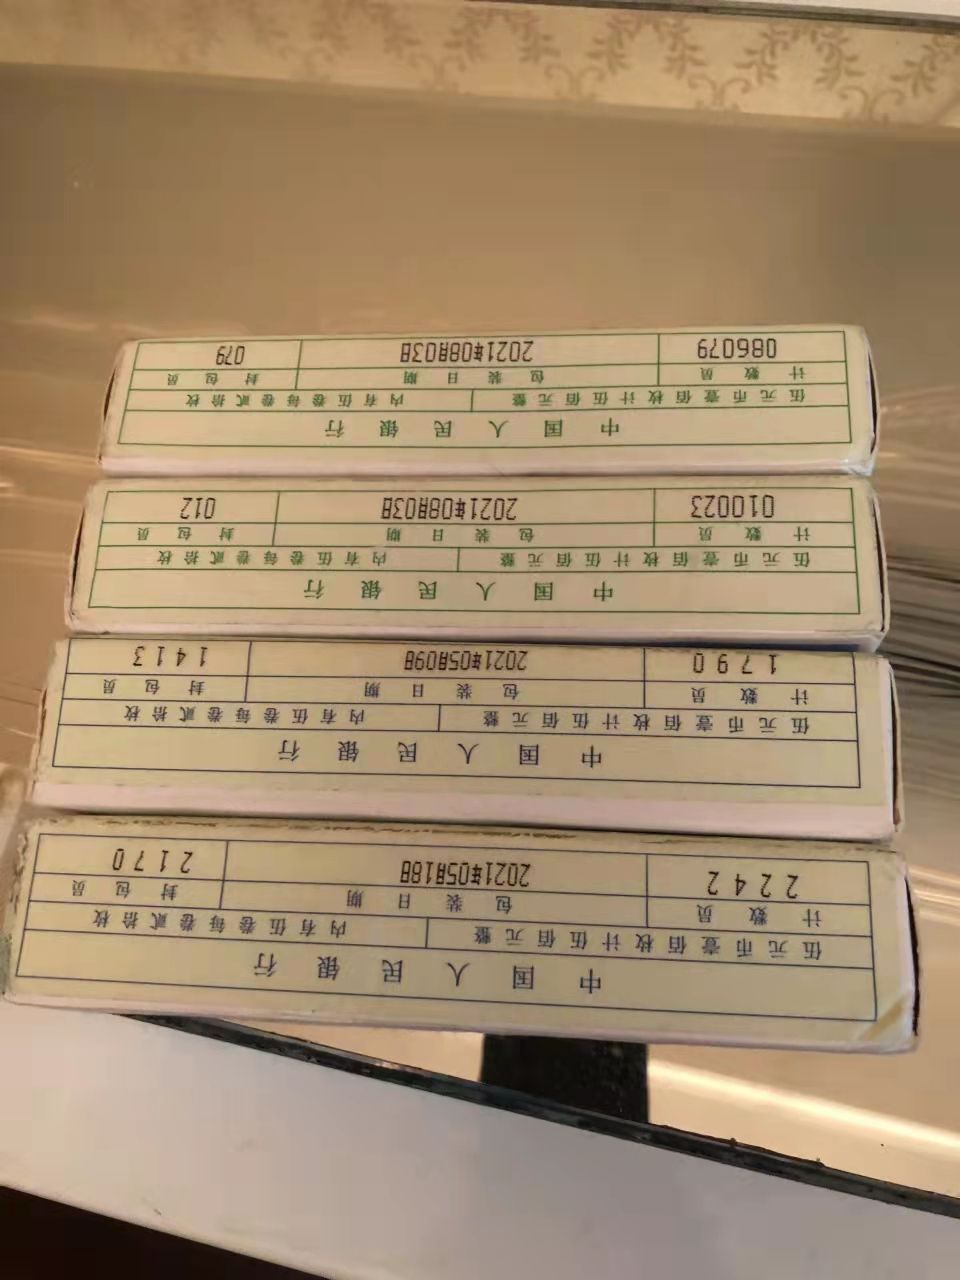 中国人民银行
伍元币壹佰枚计伍佰元整 内有伍卷每卷贰拾枚
计数员 包装日期 封包员
2242 2021年05月18日 2170
中国人民银行
伍元币壹佰枚计伍佰元整 内有伍卷每卷贰拾枚
计数员 包装日期 封包员
1790 2021年05月09日 1413
中国人民银行
伍元币壹佰枚计伍佰元整 内有伍卷每卷贰拾枚
计数员 包装日期 封包员
010023 2021年08月03日 012
中国人民银行
伍元币壹佰枚计伍佰元整 内有伍卷每卷贰拾枚
计数员 包装日期 封包员
086079 2021年08月03日 079